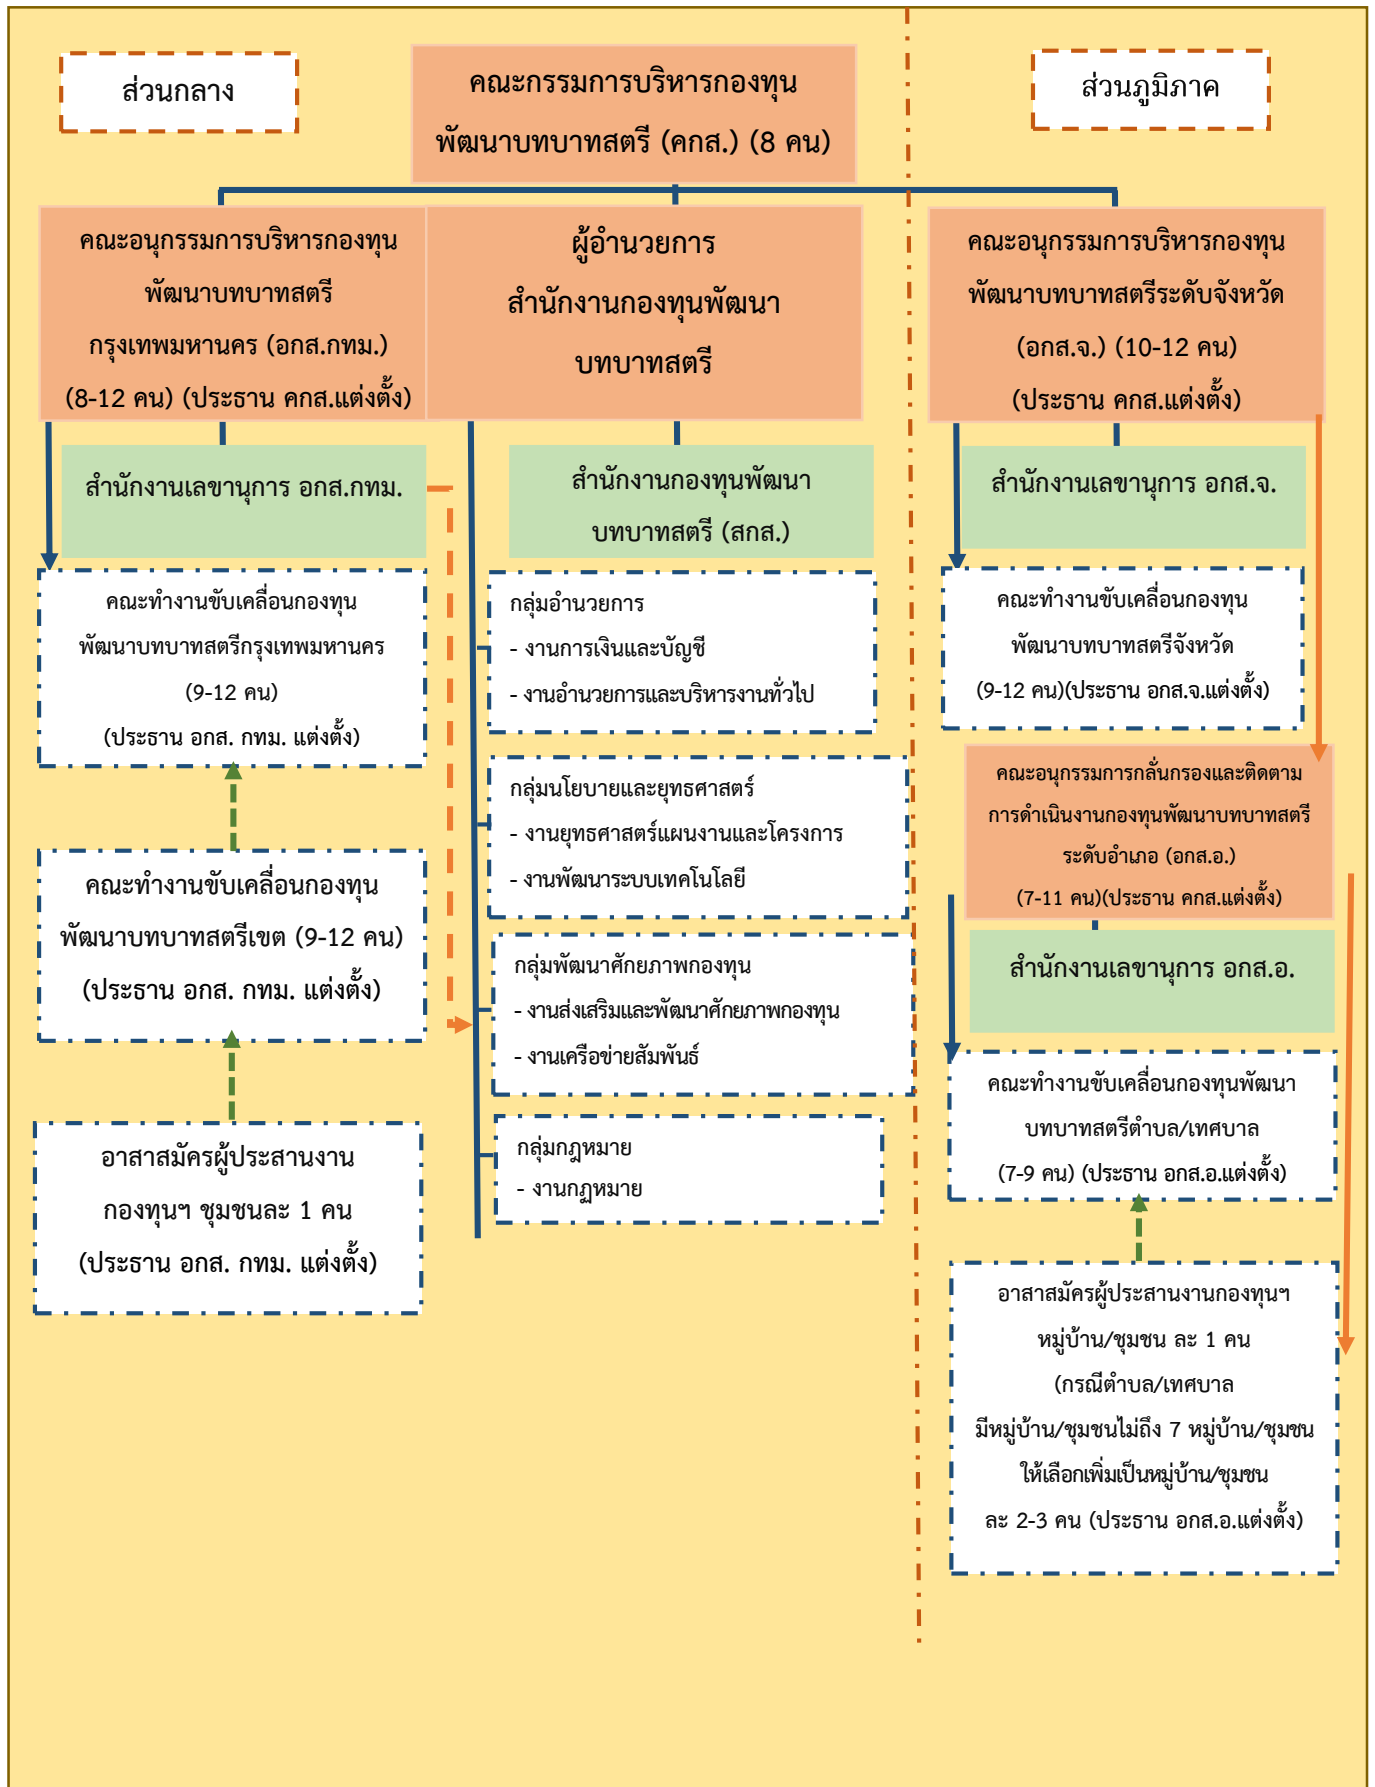 ส่วนกลาง
คณะกรรมการบริหารกองทุน
พัฒนาบทบาทสตรี (คกส.) (8 คน)
ส่วนภูมิภาค
คณะอนุกรรมการบริหารกองทุน
พัฒนาบทบาทสตรี
กรุงเทพมหานคร (อกส.กทม.)
(8-12 คน) (ประธาน คกส.แต่งตั้ง)
ผู้อำนวยการ
สำนักงานกองทุนพัฒนา
บทบาทสตรี
คณะอนุกรรมการบริหารกองทุน
พัฒนาบทบาทสตรีระดับจังหวัด
(อกส.จ.) (10-12 คน)
(ประธาน คกส.แต่งตั้ง)
สำนักงานเลขานุการ อกส.กทม.
สำนักงานกองทุนพัฒนา
บทบาทสตรี (สกส.)
สำนักงานเลขานุการ อกส.จ.
คณะทำงานขับเคลื่อนกองทุน
พัฒนาบทบาทสตรีกรุงเทพมหานคร
(9-12 คน)
(ประธาน อกส. กทม. แต่งตั้ง)
คณะทำงานขับเคลื่อนกองทุน
พัฒนาบทบาทสตรีเขต (9-12 คน)
(ประธาน อกส. กทม. แต่งตั้ง)
อาสาสมัครผู้ประสานงาน
กองทุนฯ ชุมชนละ 1 คน
(ประธาน อกส. กทม. แต่งตั้ง)
กลุ่มอำนวยการ
- งานการเงินและบัญชี
- งานอำนวยการและบริหารงานทั่วไป
กลุ่มนโยบายและยุทธศาสตร์
- งานยุทธศาสตร์แผนงานและโครงการ
- งานพัฒนาระบบเทคโนโลยี
กลุ่มพัฒนาศักยภาพกองทุน
- งานส่งเสริมและพัฒนาศักยภาพกองทุน
- งานเครือข่ายสัมพันธ์
กลุ่มกฎหมาย
- งานกฏหมาย
คณะทำงานขับเคลื่อนกองทุน
พัฒนาบทบาทสตรีจังหวัด
(9-12 คน)(ประธาน อกส.จ.แต่งตั้ง)
คณะอนุกรรมการกลั่นกรองและติดตาม
การดำเนินงานกองทุนพัฒนาบทบาทสตรี
ระดับอำเภอ (อกส.อ.)
(7-11 คน)(ประธาน คกส.แต่งตั้ง)
สำนักงานเลขานุการ อกส.อ.
คณะทำงานขับเคลื่อนกองทุนพัฒนา
บทบาทสตรีตำบล/เทศบาล
(7-9 คน) (ประธาน อกส.อ.แต่งตั้ง)
อาสาสมัครผู้ประสานงานกองทุนฯ
หมู่บ้าน/ชุมชน ละ 1 คน
(กรณีตำบล/เทศบาล
มีหมู่บ้าน/ชุมชนไม่ถึง 7 หมู่บ้าน/ชุมชน
ให้เลือกเพิ่มเป็นหมู่บ้าน/ชุมชน
ละ 2-3 คน (ประธาน อกส.อ.แต่งตั้ง)